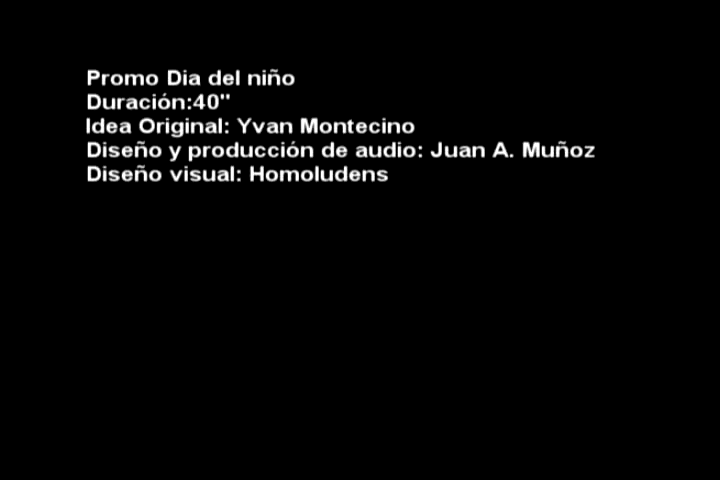 Promo Dia del niño
Duración:40"
Idea Original: Yvan Montecino
Diseño y producción de audio: Juan A. Muñoz
Diseño visual: Homoludens